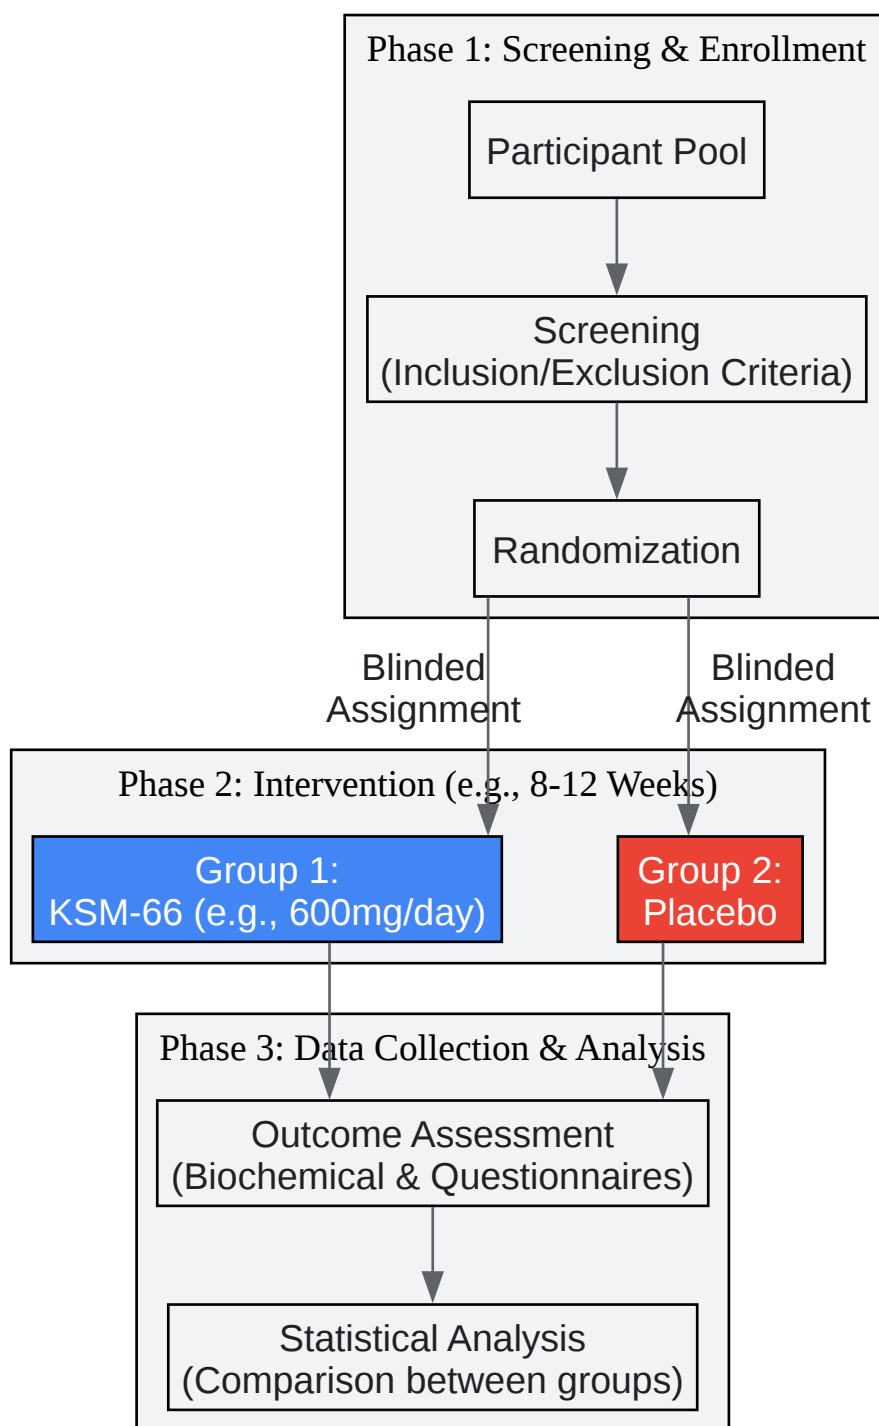 Phase 1: Screening & Enrollment
Participant Pool
Screening
(Inclusion/Exclusion Criteria)
Randomization
Blinded
Assignment
Blinded
Assignment
Phase 2: Intervention (e.g., 8-12 Weeks)
Group 1:
KSM-66 (e.g., 600mg/day)
Group 2:
Placebo
Phase 3: Data Collection & Analysis
Outcome Assessment
(Biochemical & Questionnaires)
Statistical Analysis
(Comparison between groups)